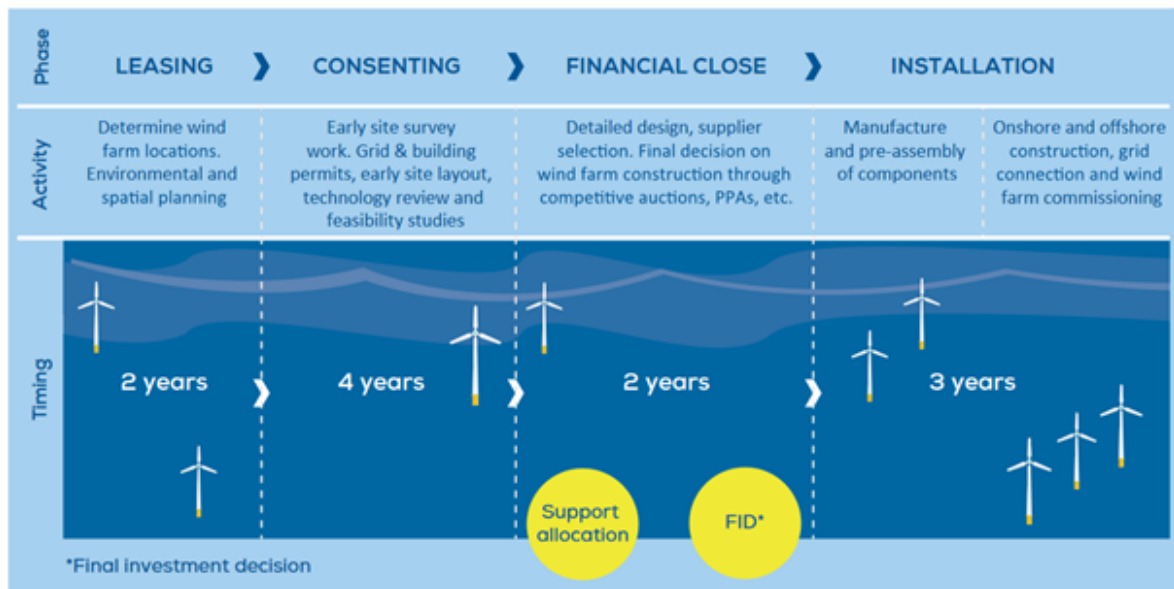 Phase
LEASING
CONSENTING
FINANCIAL CLOSE
INSTALLATION
Activity
Determine wind
farm locations.
Environmental and
spatial planning
Early site survey
work. Grid & building
permits, early site layout,
technology review and
feasibility studies
Detailed design, supplier
selection. Final decision on
wind farm construction through
competitive auctions, PPAs, etc.
Manufacture
and pre-assembly
of components
Onshore and offshore
construction, grid
connection and wind
farm commissioning
Timing
2 years
4 years
2 years
3 years
Support
allocation
FID*
*Final investment decision